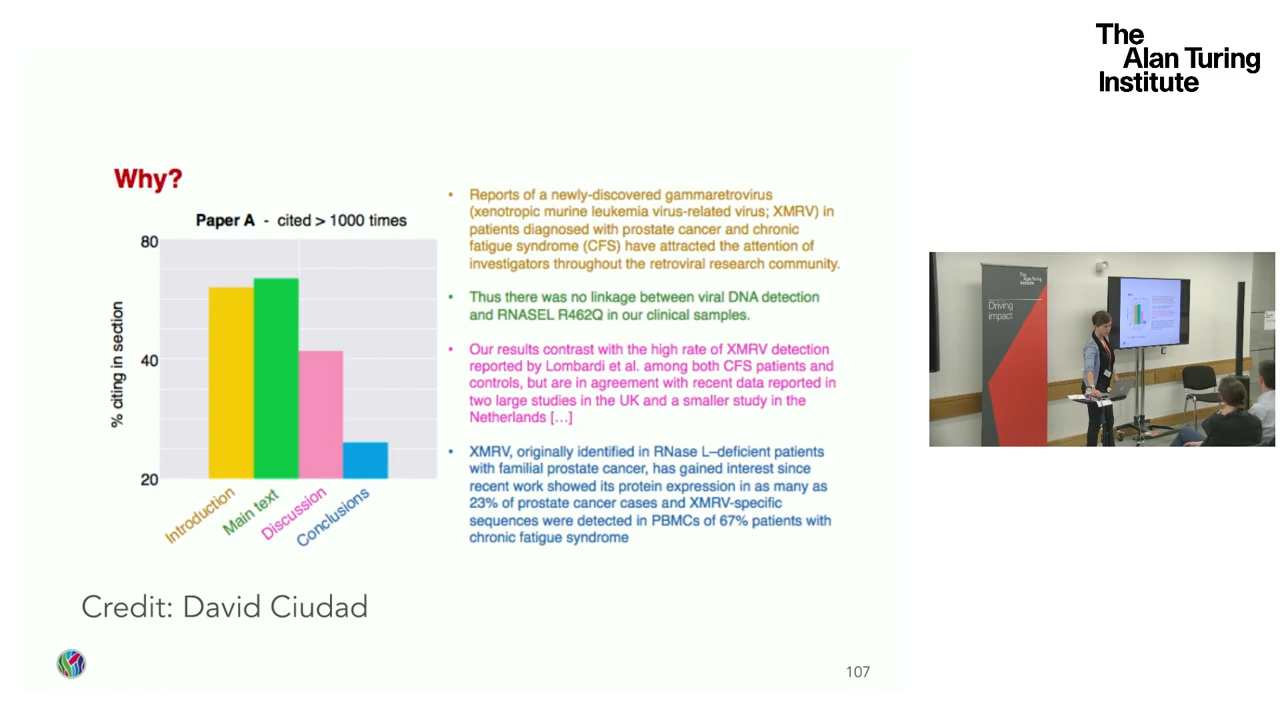 The
Alan Turing
Institute
Why?
Paper A - cited > 1000 times
80
40
20
% citing in section
Introduction
Main text
Discussion
Conclusions
• Reports of a newly-discovered gammaretrovirus
(xenotropic murine leukemia virus-related virus; XMRV) in
patients diagnosed with prostate cancer and chronic
fatigue syndrome (CFS) have attracted the attention of
investigators throughout the retroviral research community.
• Thus there was no linkage between viral DNA detection
and RNASEL R462Q in our clinical samples.
• Our results contrast with the high rate of XMRV detection
reported by Lombardi et al. among both CFS patients and
controls, but are in agreement with recent data reported in
two large studies in the UK and a smaller study in the
Netherlands [...]
• XMRV, originally identified in RNase L–deficient patients
with familial prostate cancer, has gained interest since
recent work showed its protein expression in as many as
23% of prostate cancer cases and XMRV-specific
sequences were detected in PBMCs of 67% patients with
chronic fatigue syndrome
Credit: David Ciudad
107
The
Alan Turing
Institute
Driving
impact